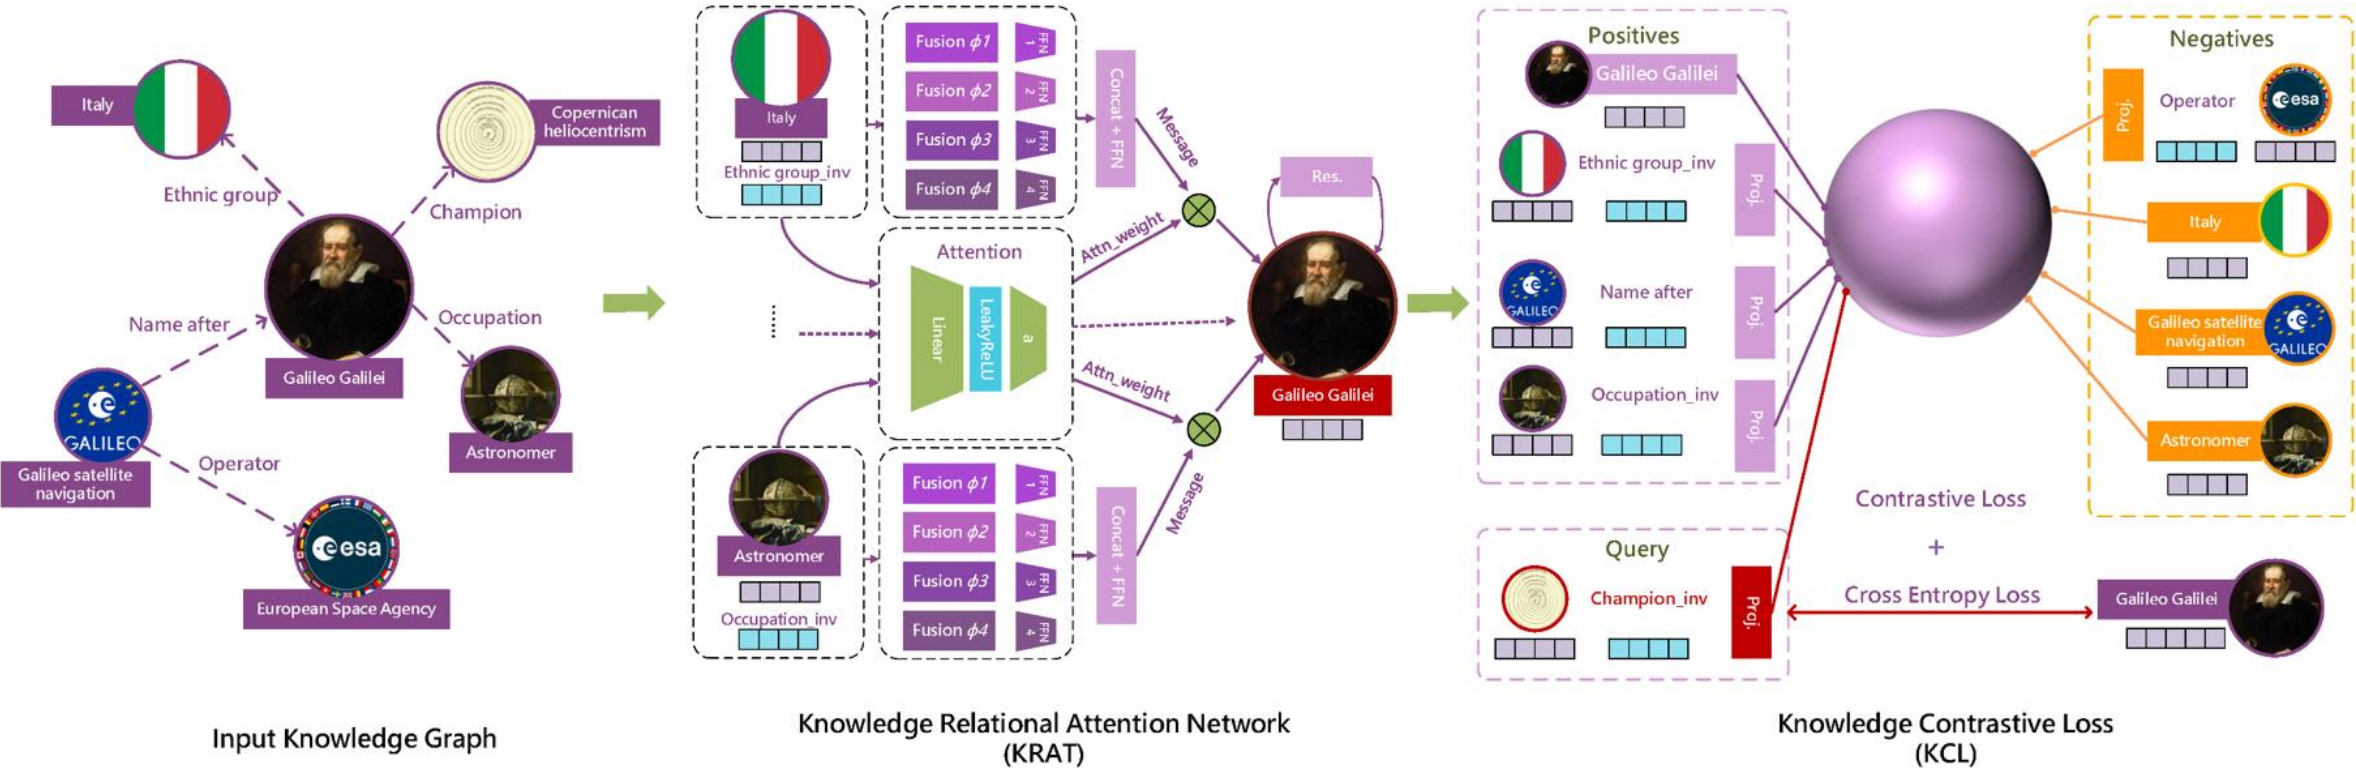 Italy
Copernican
heliocentrism
Ethnic group
Champion
Name after
Occupation
Galileo Galilei
GALILEO
Galileo satellite
navigation
Operator
Astronomer
esa
European Space Agency
Input Knowledge Graph
Italy
Ethnic group_inv
Fusion ϕ1
FFN 1
Fusion ϕ2
FFN 2
Fusion ϕ3
FFN 3
Fusion ϕ4
FFN 4
Concat + FFN
Message
Attn_weight
Attention
Linear
LeakyReLU
a
Attn_weight
Res.
Galileo Galilei
Astronomer
Occupation_inv
Fusion ϕ1
FFN 1
Fusion ϕ2
FFN 2
Fusion ϕ3
FFN 3
Fusion ϕ4
FFN 4
Concat + FFN
Message
Knowledge Relational Attention Network
(KRAT)
Positives
Galileo Galilei
Ethnic group_inv
Proj.
GALILEO
Name after
Proj.
Occupation_inv
Proj.
Query
Champion_inv
Proj.
Negatives
Proj.
Operator
esa
Italy
Galileo satellite
navigation
GALILEO
Astronomer
Contrastive Loss
+
Cross Entropy Loss
Galileo Galilei
Knowledge Contrastive Loss
(KCL)